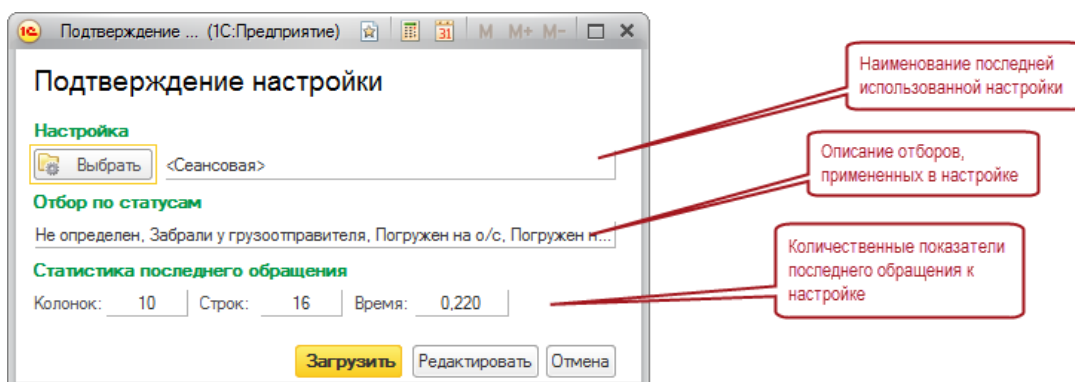 Подтверждение ... (1С:Предприятие) 31 M M+ M-
Подтверждение настройки
Настройка
Выбрать <Сеансовая>
Отбор по статусам
Не определен, Забрали у грузоотправителя, Погружен на о/с, Погружен н...
Статистика последнего обращения
Колонок: 10 Строк: 16 Время: 0,220
Загрузить Редактировать Отмена
Наименование последней
использованной настройки
Описание отборов,
примененных в настройке
Количественные показатели
последнего обращения к
настройке